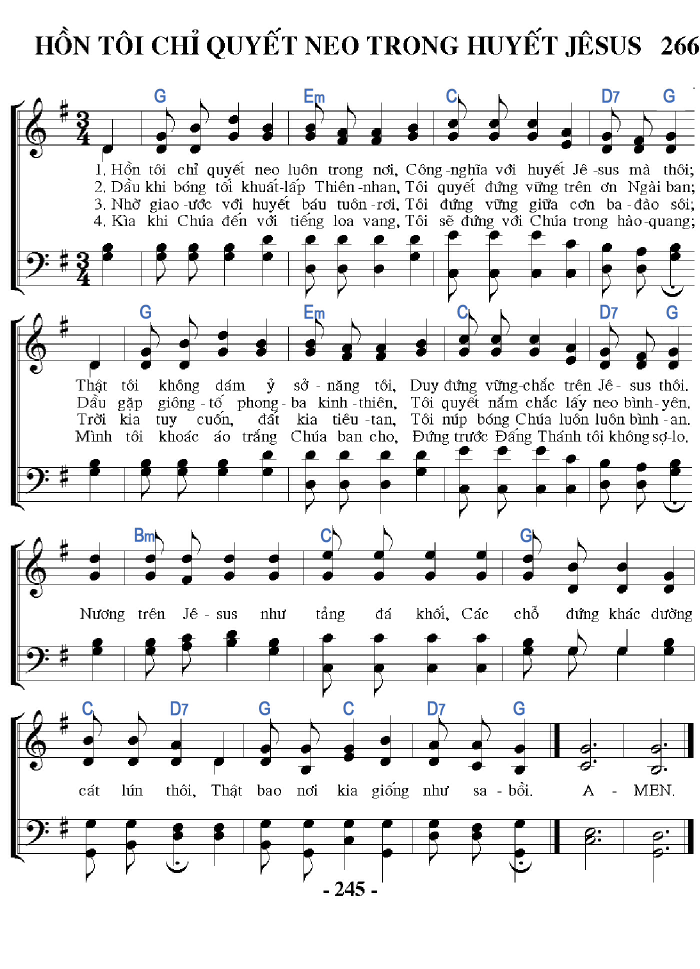 HỒN TÔI CHỈ QUYẾT NEO TRONG HUYẾT JÊSUS 266
G Em C D7 G
3 4
1. Hồn tôi chỉ quyết neo luôn trong nơi, Công-nghĩa với huyết Jê-sus mà thôi;
2. Dầu khi bóng tối khuất-lấp Thiên-nhan, Tôi quyết đứng vững trên ơn Ngài ban;
3. Nhờ giao-ước với huyết báu tuôn-rơi, Tôi đứng vững giữa cơn ba-đào sôi;
4. Kìa khi Chúa đến với tiếng loa vang, Tôi sẽ đứng với Chúa trong hào-quang;
3 4
G Em C D7 G
Thật tôi không dám ỷ sở-năng tôi, Duy đứng vững-chắc trên Jê-sus thôi.
Dầu gặp giông-tố phong-ba kinh-thiên, Tôi quyết nắm chắc lấy neo bình-yên.
Trời kia tuy cuốn, đất kia tiêu-tan, Tôi núp bóng Chúa luôn luôn bình-an.
Mình tôi khoác áo trắng Chúa ban cho, Đứng trước Đấng Thánh tôi không sợ-lo.
Bm C G
Nương trên Jê-sus như tảng đá khối, Các chỗ đứng khác dường
C D7 G C D7 G
cát lún thôi, Thật bao nơi kia giống như sa-bồi. A-MEN.
- 245 -